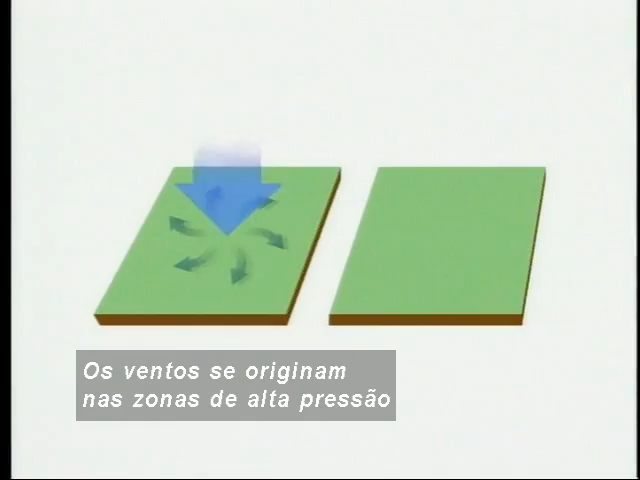 Os ventos se originam
nas zonas de alta pressão